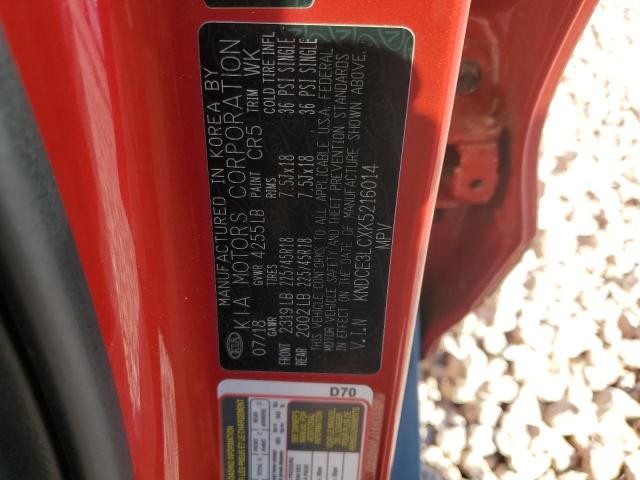 MANUFACTURED IN KOREA BY
KIA MOTORS CORPORATION
07/18 GVWR 4255LB PAINT CR5 TRIM WK
GAWR TIRES RIMS COLD TIRE INFL
FRONT 2319LB 225/45R18 7.5JX18 36 PSI SINGLE
REAR 2002LB 225/45R18 7.5JX18 36 PSI SINGLE
THIS VEHICLE CONFORMS TO ALL APPLICABLE U.S.A. FEDERAL
MOTOR VEHICLE SAFETY AND THEFT PREVENTION STANDARDS
IN EFFECT ON THE DATE OF MANUFACTURE SHOWN ABOVE.
V.I.N KNDCE3LCXK5216014
MPV
D70